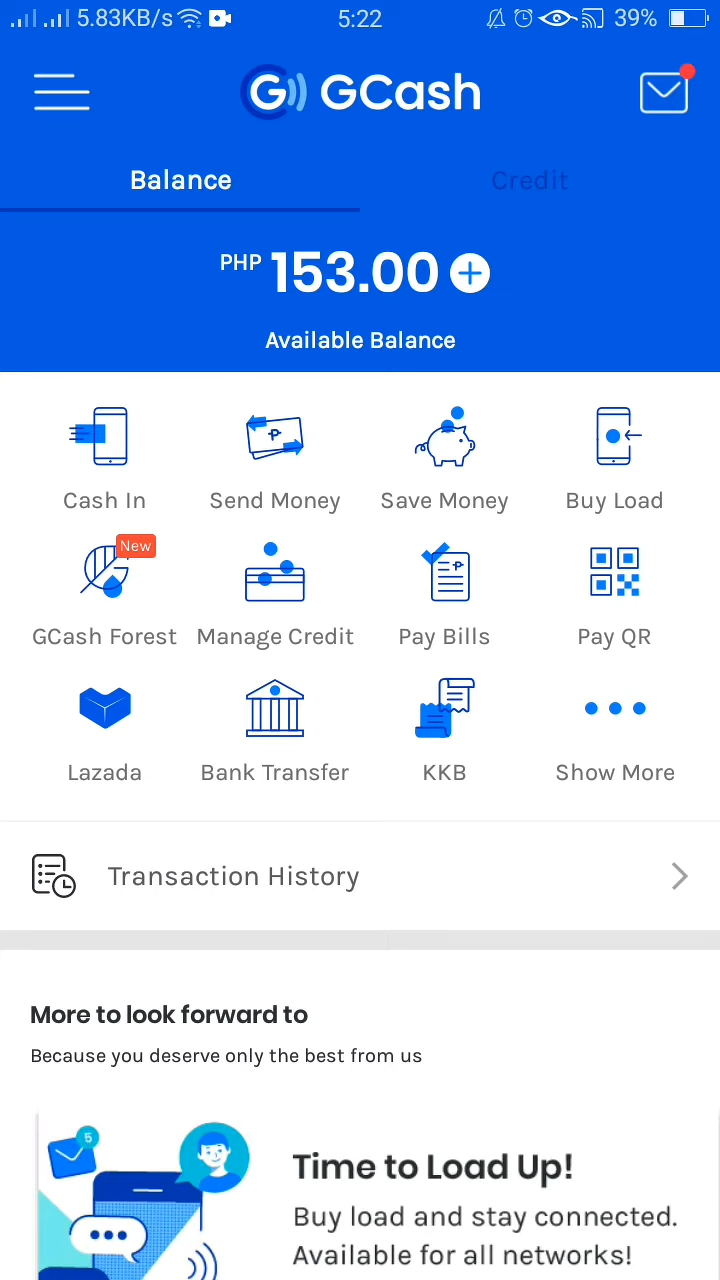 5.83KB/s 5:22 39%
GCash
Balance Credit
PHP 153.00
Available Balance
Cash In Send Money Save Money Buy Load
New
GCash Forest Manage Credit Pay Bills Pay QR
Lazada Bank Transfer KKB Show More
Transaction History
More to look forward to
Because you deserve only the best from us
5
Time to Load Up!
Buy load and stay connected.
Available for all networks!